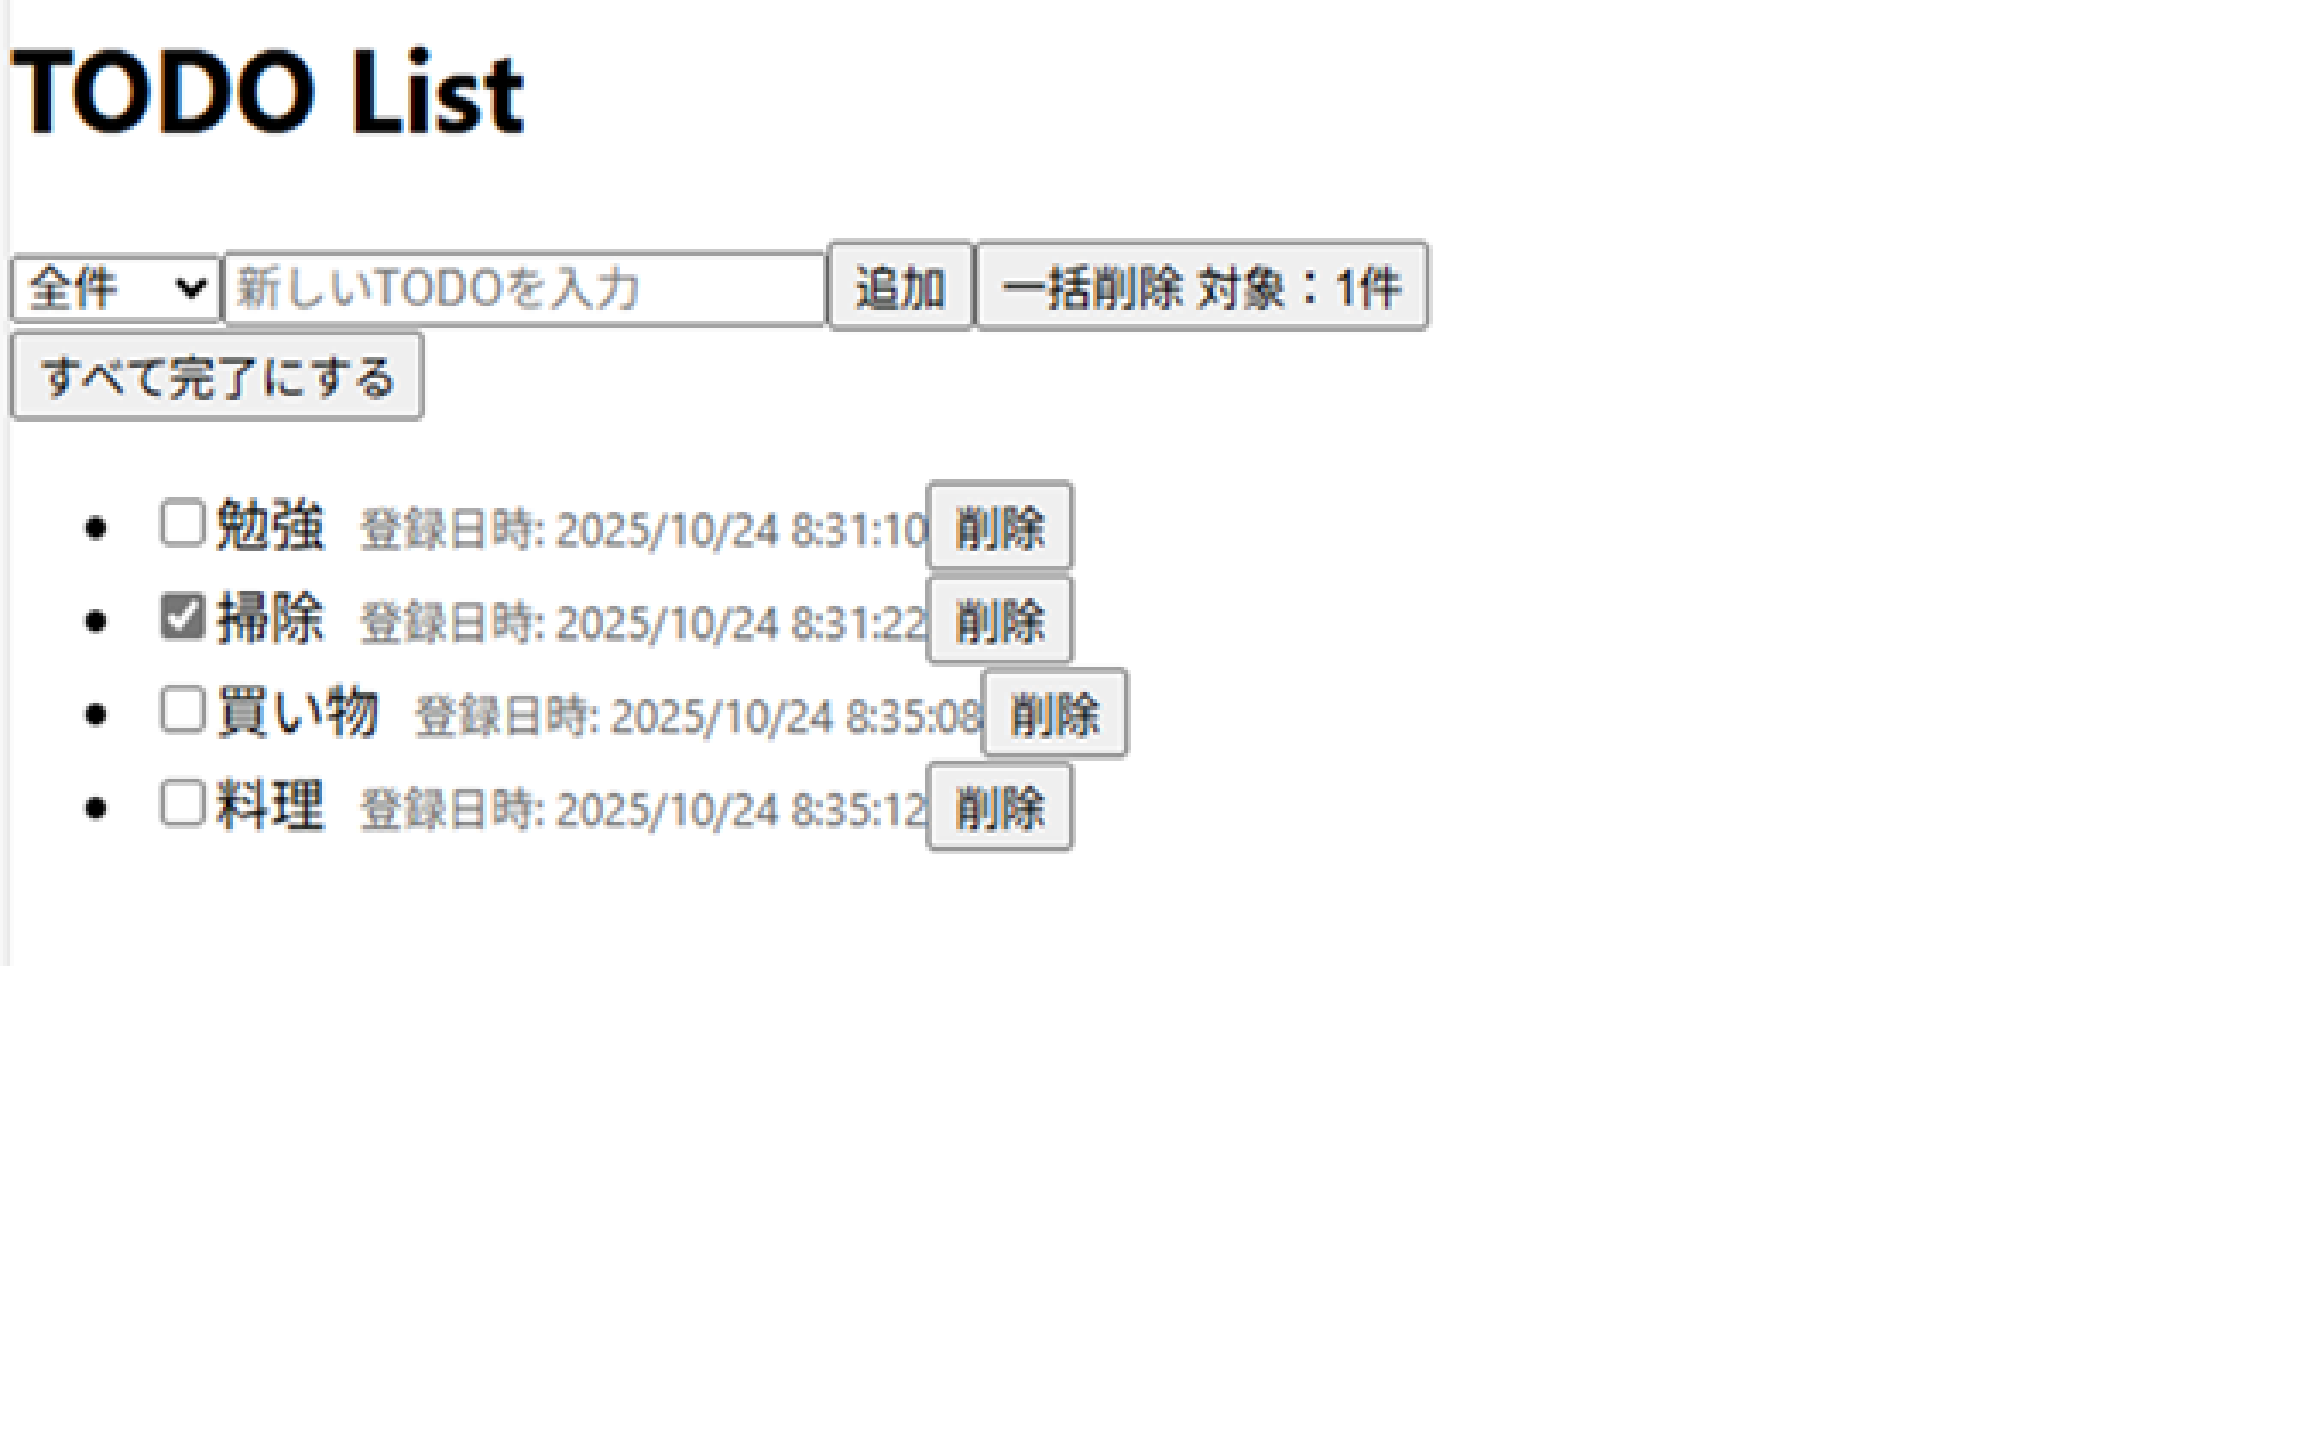 TODO List
全件 新しいTODOを入力 追加 一括削除 対象：1件
すべて完了にする
勉強 登録日時: 2025/10/24 8:31:10 削除
掃除 登録日時: 2025/10/24 8:31:22 削除
買い物 登録日時: 2025/10/24 8:35:08 削除
料理 登録日時: 2025/10/24 8:35:12 削除